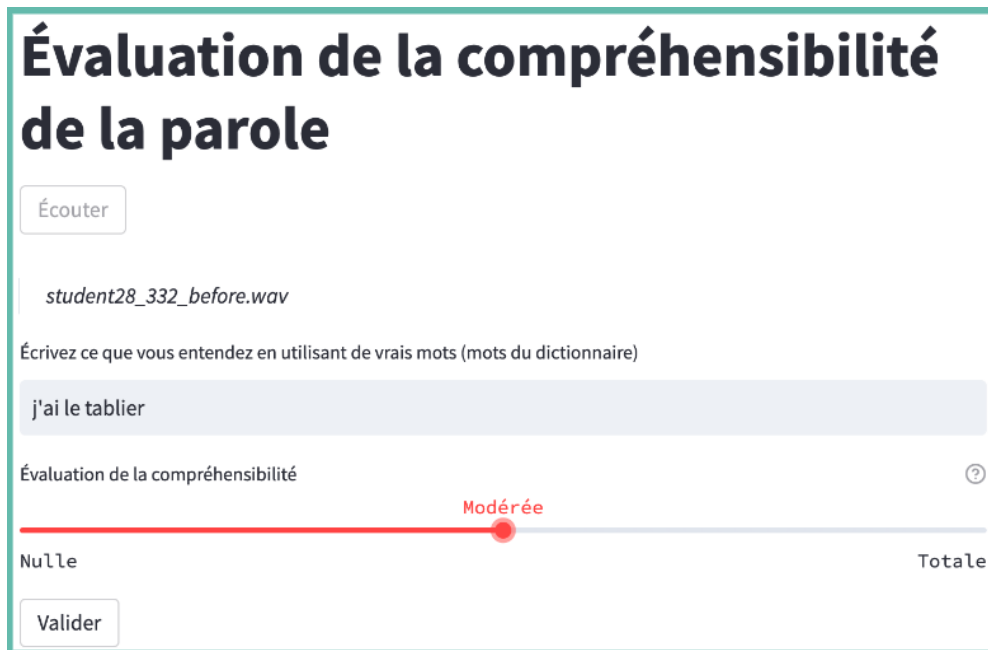 Évaluation de la compréhensibilité
de la parole
Écouter
student28_332_before.wav
Écrivez ce que vous entendez en utilisant de vrais mots (mots du dictionnaire)
j'ai le tablier
Évaluation de la compréhensibilité
Modérée
Nulle Totale
Valider